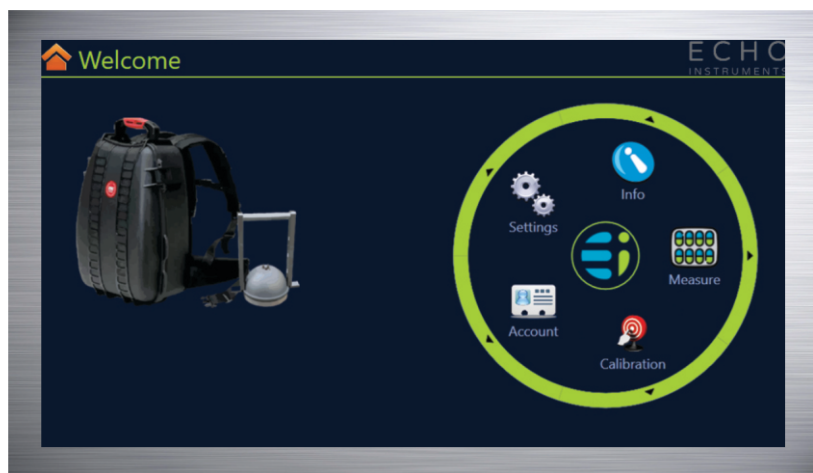 Welcome
ECHO
INSTRUMENTS
Info
Settings
Measure
Account
Calibration